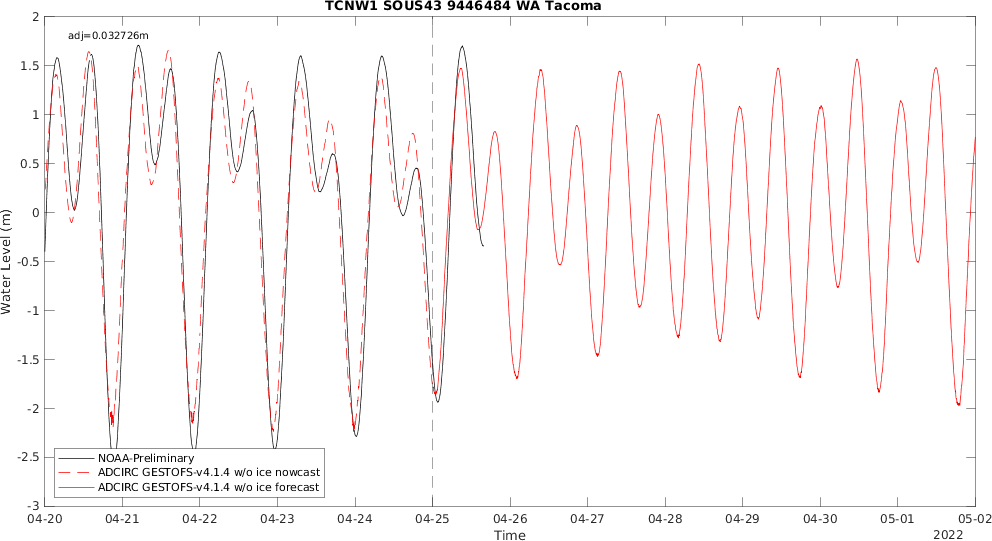 TCNW1 SOUS43 9446484 WA Tacoma
adj=0.032726m
2
1.5
1
0.5
0
-0.5
-1
-1.5
-2
-2.5
-3
Water Level (m)
NOAA-Preliminary
ADCIRC GESTOFS-v4.1.4 w/o ice nowcast
ADCIRC GESTOFS-v4.1.4 w/o ice forecast
04-20 04-21 04-22 04-23 04-24 04-25 04-26 04-27 04-28 04-29 04-30 05-01 05-02
Time
2022